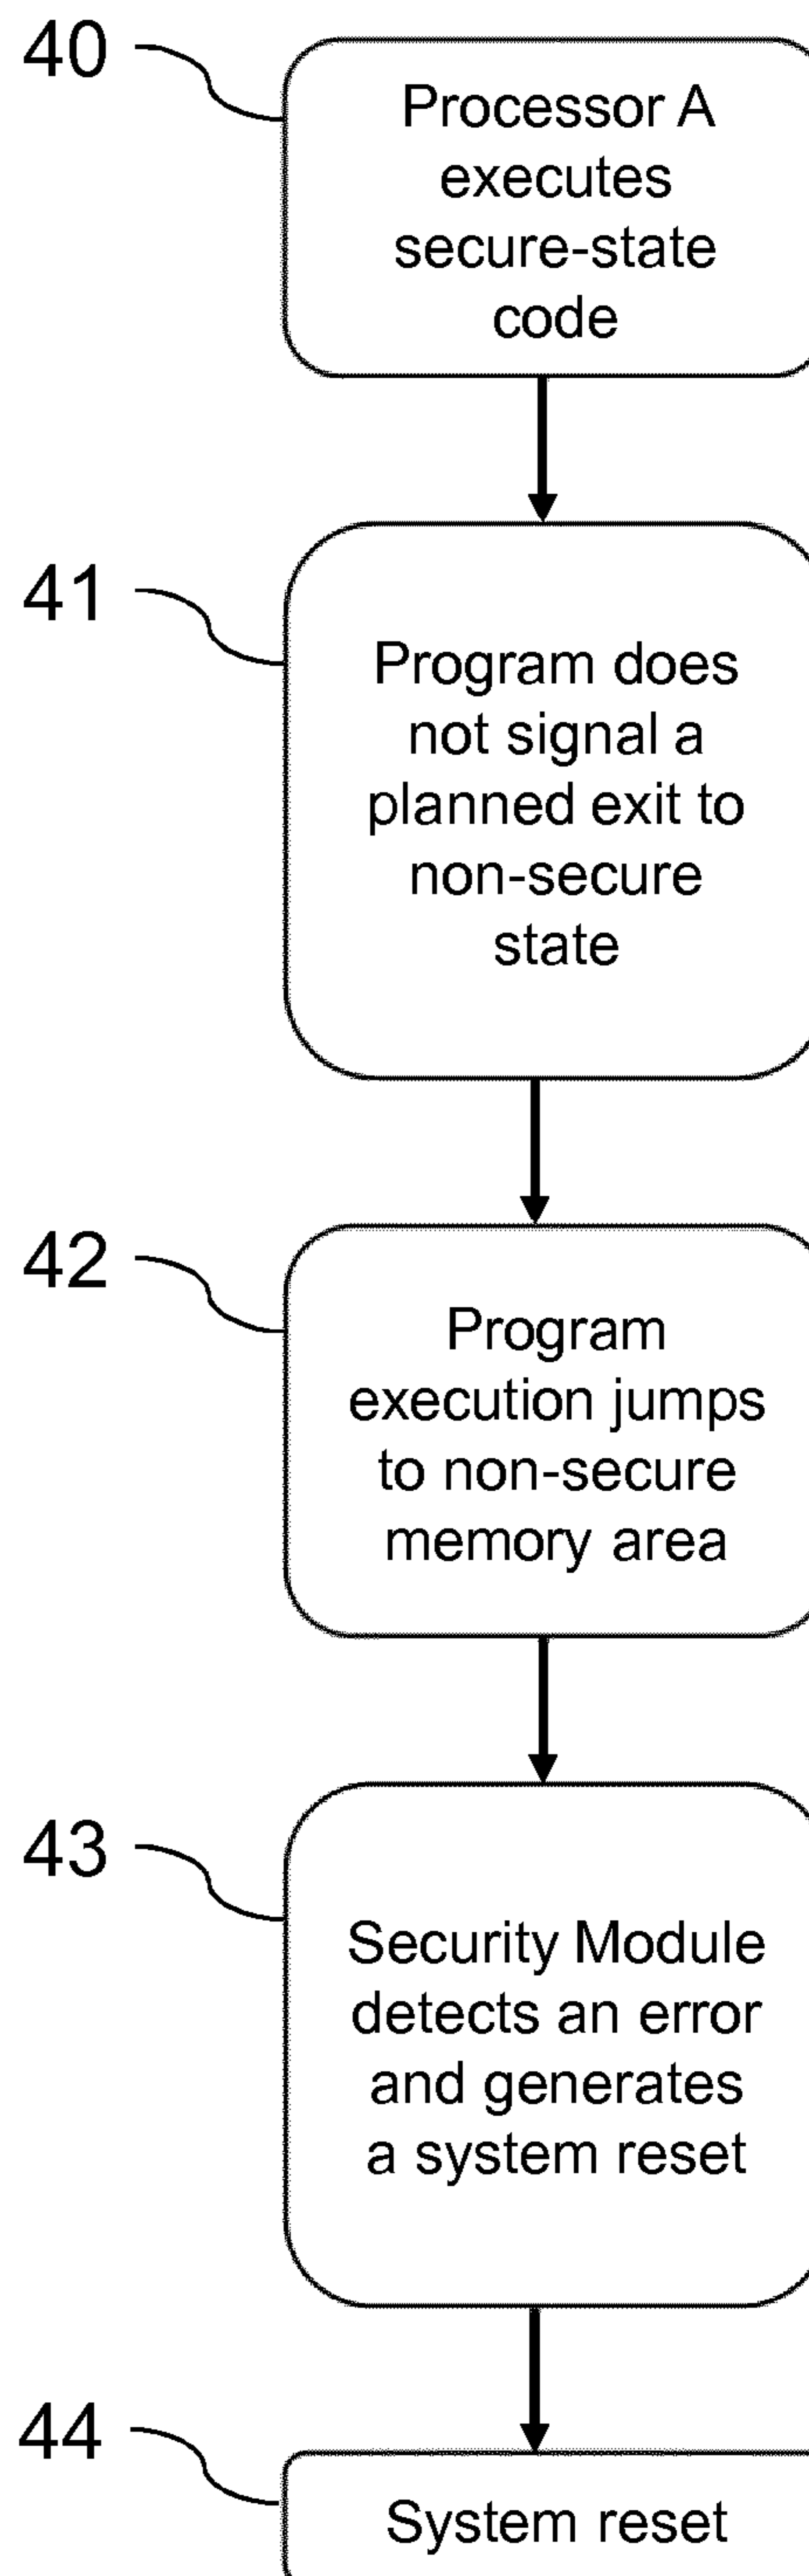 40
Processor A
executes
secure-state
code
41
Program does
not signal a
planned exit to
non-secure
state
42
Program
execution jumps
to non-secure
memory area
43
Security Module
detects an error
and generates
a system reset
44
System reset